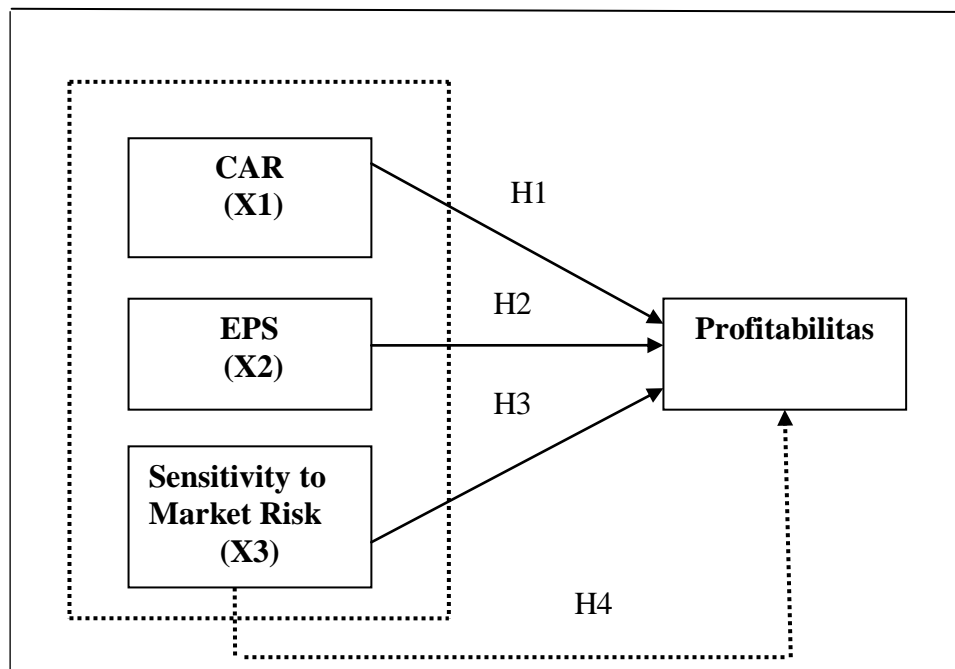 CAR
(X1)
H1
EPS
(X2)
H2
Profitabilitas
H3
Sensitivity to
Market Risk
(X3)
H4